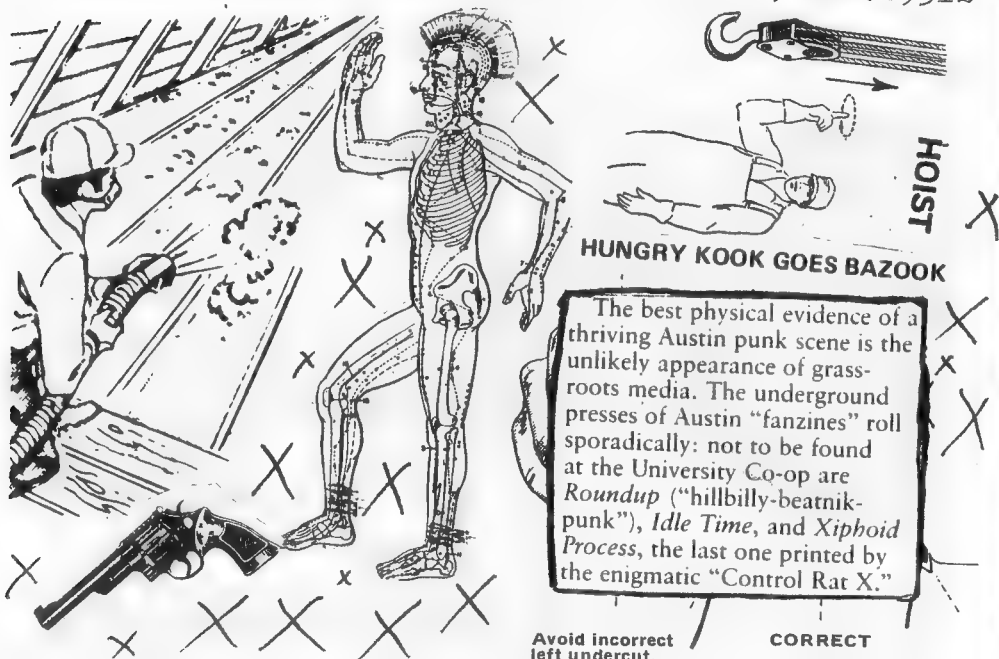 HOIST
HUNGRY KOOK GOES BAZOOK
The best physical evidence of a
thriving Austin punk scene is the
unlikely appearance of grass-
roots media. The underground
presses of Austin “fanzines” roll
sporadically: not to be found
at the University Co-op are
Roundup (“hillbilly-beatnik-
punk”), Idle Time, and Xiphoid
Process, the last one printed by
the enigmatic “Control Rat X.”
Avoid incorrect
left undercut
CORRECT